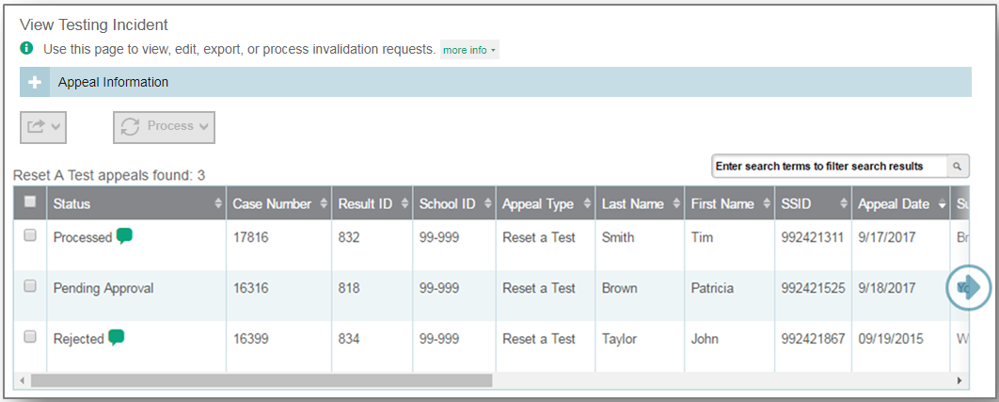 View Testing Incident
Use this page to view, edit, export, or process invalidation requests. more info
Appeal Information
Process
Enter search terms to filter search results
Reset A Test appeals found: 3
Status Case Number Result ID School ID Appeal Type Last Name First Name SSID Appeal Date Su
Processed 17816 832 99-999 Reset a Test Smith Tim 992421311 9/17/2017 Br
Pending Approval 16316 818 99-999 Reset a Test Brown Patricia 992421525 9/18/2017
Rejected 16399 834 99-999 Reset a Test Taylor John 992421867 09/19/2015 W